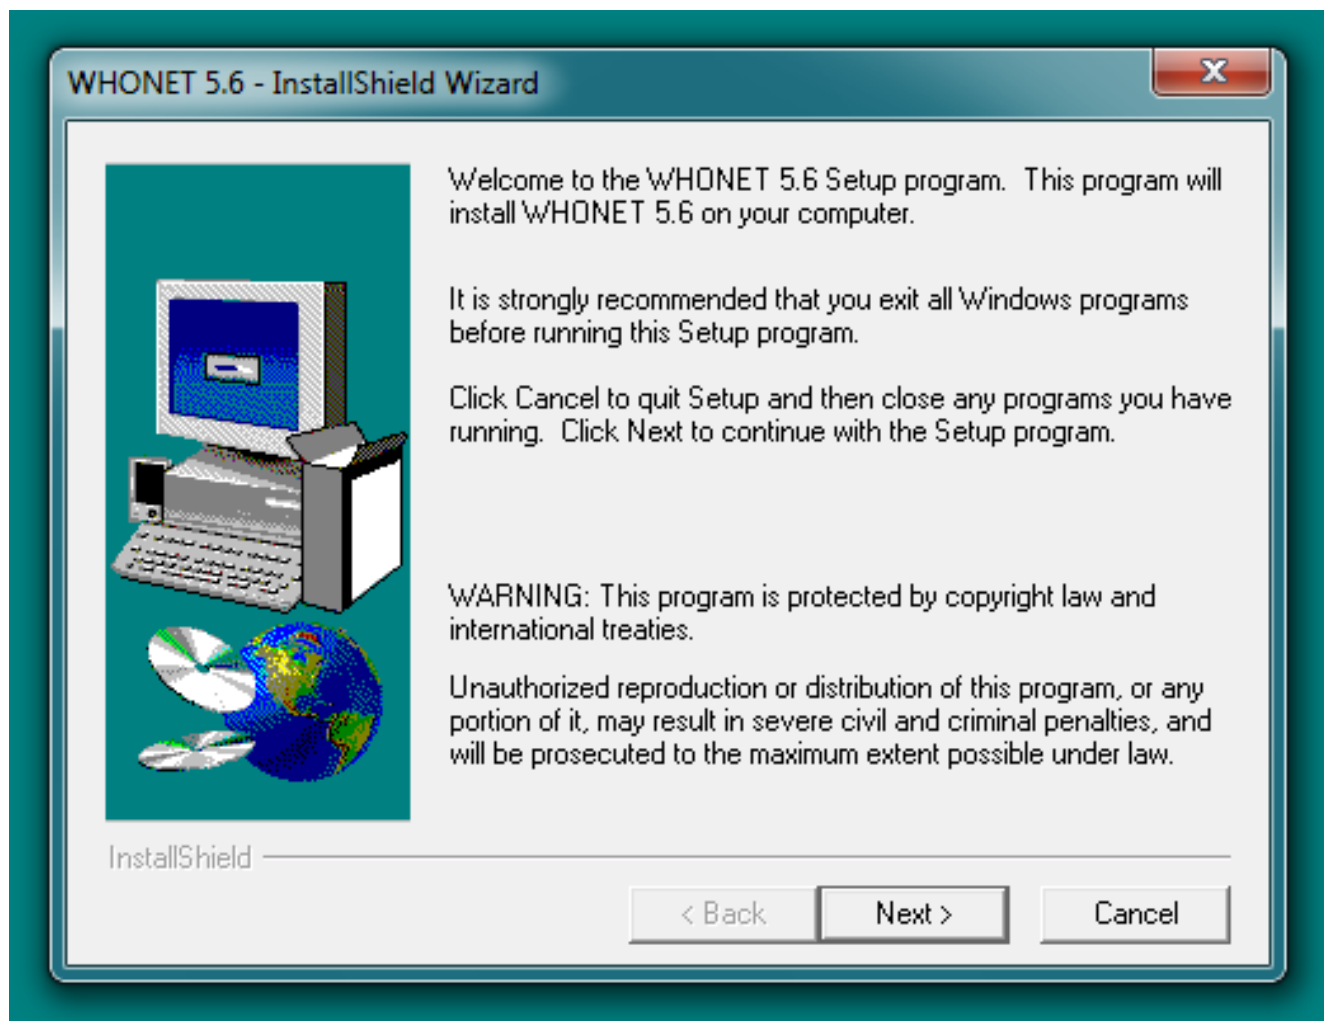 WHONET 5.6 - InstallShield Wizard
Welcome to the WHONET 5.6 Setup program.  This program will
install WHONET 5.6 on your computer.
It is strongly recommended that you exit all Windows programs
before running this Setup program.
Click Cancel to quit Setup and then close any programs you have
running.  Click Next to continue with the Setup program.
WARNING: This program is protected by copyright law and
international treaties.
Unauthorized reproduction or distribution of this program, or any
portion of it, may result in severe civil and criminal penalties, and
will be prosecuted to the maximum extent possible under law.
InstallShield
< Back
Next >
Cancel